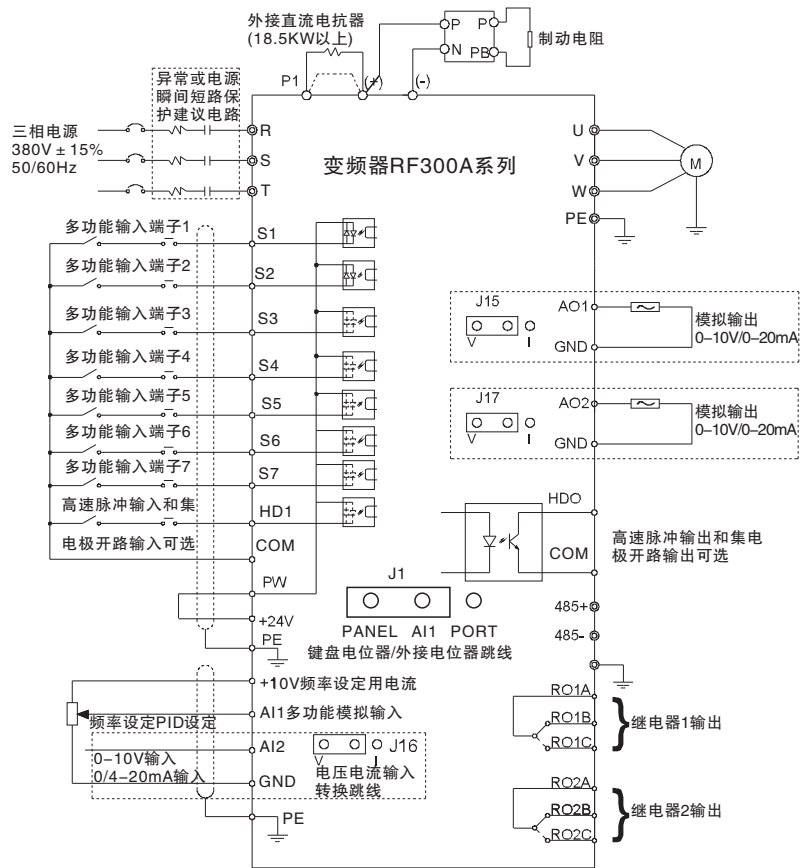 外接直流电抗器
(18.5KW以上)
P
P
N
PB
制动电阻
P1
(+)
(-)
异常或电源
瞬间短路保
护建议电路
三相电源
380V±15%
50/60Hz
R
S
T
变频器RF300A系列
U
V
W
PE
M
多功能输入端子1
S1
多功能输入端子2
S2
多功能输入端子3
S3
多功能输入端子4
S4
多功能输入端子5
S5
多功能输入端子6
S6
多功能输入端子7
S7
高速脉冲输入和集
HD1
电极开路输入可选
COM
PW
+24V
PE
J15
V
I
AO1
GND
模拟输出
0-10V/0-20mA
J17
V
I
AO2
GND
模拟输出
0-10V/0-20mA
HDO
COM
高速脉冲输出和集电
极开路输出可选
J1
PANEL AI1 PORT
键盘电位器/外接电位器跳线
485+
485-
+10V频率设定用电流
AI1多功能模拟输入
频率设定PID设定
AI2
0-10V输入
0/4-20mA输入
GND
J16
V
I
电压电流输入
转换跳线
PE
RO1A
RO1B
RO1C
继电器1输出
RO2A
RO2B
RO2C
继电器2输出